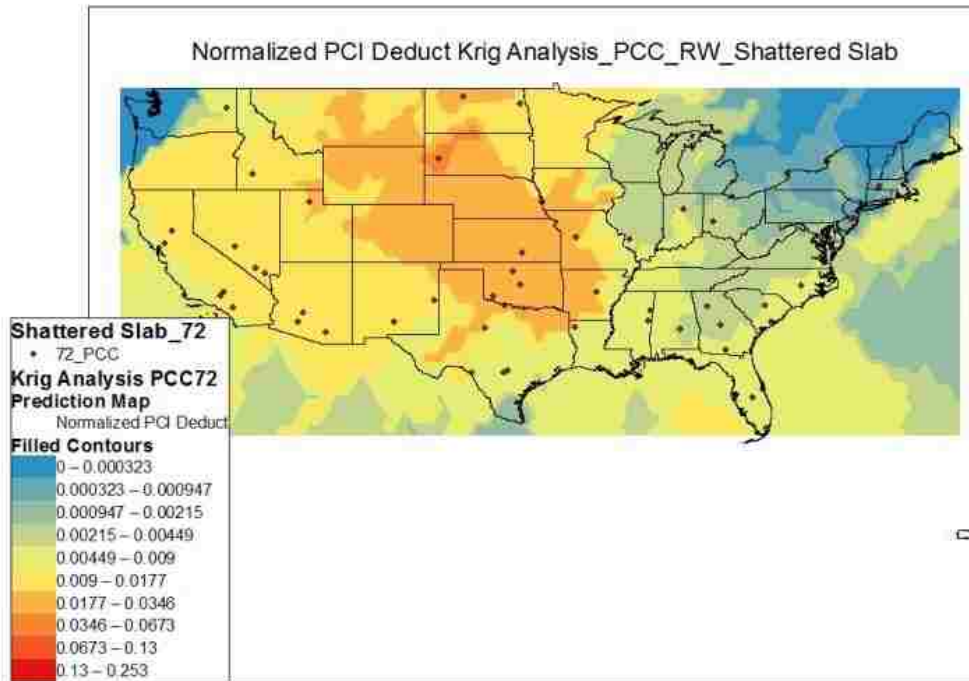 Normalized PCI Deduct Krig Analysis_PCC_RW_Shattered Slab
Shattered Slab_72
72_PCC
Krig Analysis PCC72
Prediction Map
Normalized PCI Deduct
Filled Contours
0 – 0.000323
0.000323 – 0.000947
0.000947 – 0.00215
0.00215 – 0.00449
0.00449 – 0.009
0.009 – 0.0177
0.0177 – 0.0346
0.0346 – 0.0673
0.0673 – 0.13
0.13 – 0.253